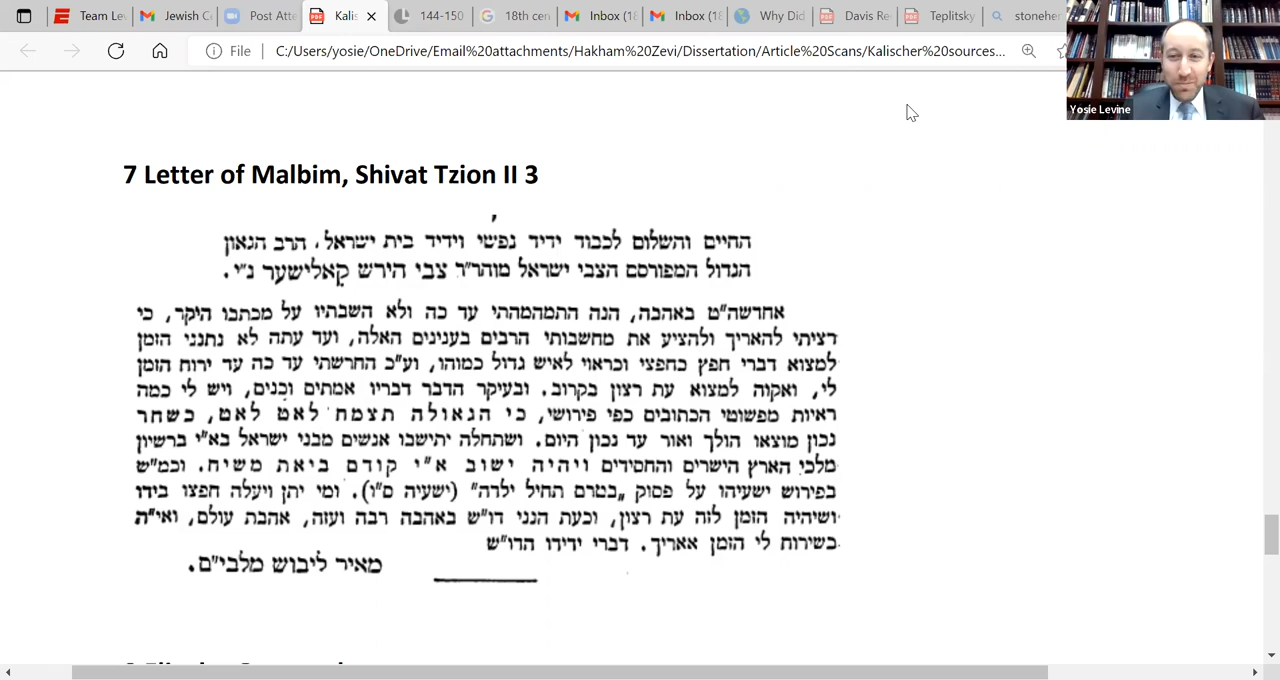 Team Lev
Jewish C
Post Atte
Kalis
144-150
18th cen
Inbox (18
Inbox (18
Why Did
Davis Re
Teplitsky
stonehen
File
C:/Users/yosie/OneDrive/Email%20attachments/Hakham%20Zevi/Dissertation/Article%20Scans/Kalischer%20sources...
Yosie Levine
7 Letter of Malbim, Shivat Tzion II 3
החיים והשלום לכבוד ידיד נפשי וידיד בית ישראל, הרב הגאון
הגדול המפורסם הצבי ישראל מוהר"ר צבי הירש קאלישער נ"י.
אחדשה"ט באהבה, הנה התמהמהתי עד כה ולא השבתיו על מכתבו היקר, כי
רציתי להאריך ולהציע את מחשבותי הרבים בענינים האלה, ועד עתה לא נתנני הזמן
למצוא דברי חפץ כחפצי וכראוי לאיש גדול כמוהו, וע"כ החרשתי עד כה עד ירוח הזמן
לי, ואקוה למצוא עת רצון בקרוב. ובעיקר הדבר דבריו אמתים וכנים, ויש לי כמה
ראיות מפשוטי הכתובים כפי פירושי, כי הגאולה תצמח לאט לאט, כשחר
נכון מוצאו הולך ואור עד נכון היום. ושתחלה יתישבו אנשים מבני ישראל בא"י ברשיון
מלכי הארץ הישרים והחסידים ויהיה ישוב א"י קודם ביאת משיח. וכמ"ש
בפירוש ישעיהו על פסוק „בטרם תחיל ילדה" (ישעיה ס"ו). ומי יתן ויעלה חפצו בידו
ושיהיה הזמן לזה עת רצון, וכעת הנני דו"ש באהבה רבה ועזה, אהבת עולם, ואי"ה
כשירות לי הזמן אאריך. דברי ידידו הדו"ש
מאיר ליבוש מלבי"ם.